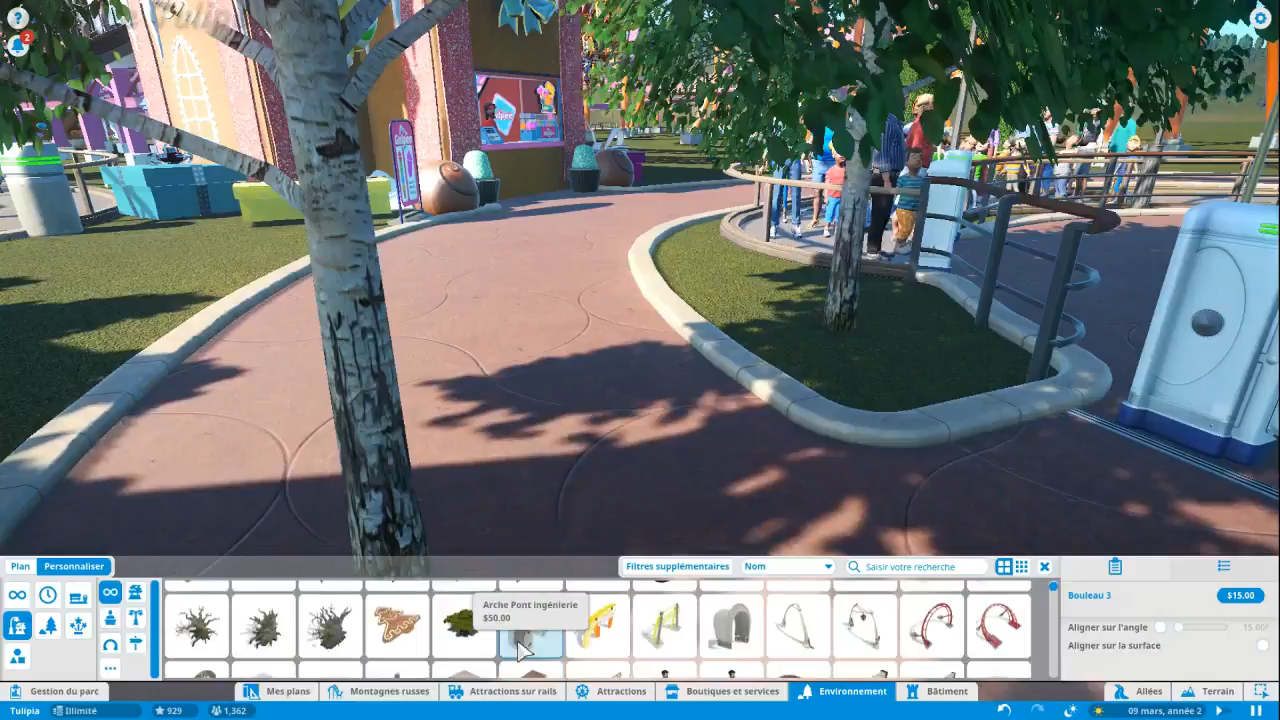 ?
2
Plan
Personnaliser
Filtres supplémentaires
Nom
Saisir votre recherche
Arche Pont ingénierie
$50.00
Bouleau 3
$15.00
Aligner sur l'angle
15.00°
Aligner sur la surface
Gestion du parc
Mes plans
Montagnes russes
Attractions sur rails
Attractions
Boutiques et services
Environnement
Bâtiment
Allées
Terrain
Tulipia
Illimité
929
1,362
09 mars, année 2